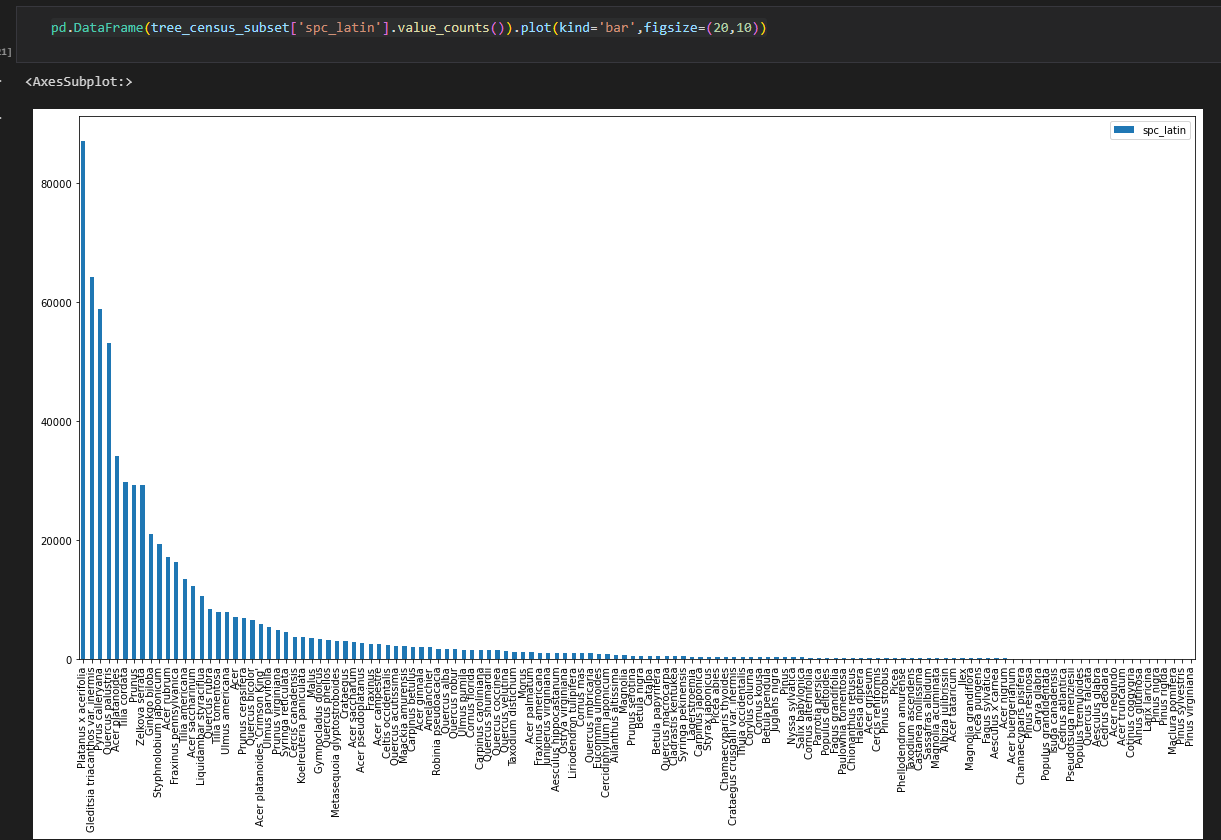 pd.DataFrame(tree_census_subset['spc_latin'].value_counts()).plot(kind='bar',figsize=(20,10))
21]
<AxesSubplot:>
spc_latin
80000
60000
40000
20000
0
Platanus x acerifolia
Gleditsia triacanthos var. inermis
Pyrus calleryana
Quercus palustris
Acer platanoides
Tilia cordata
Prunus
Zelkova serrata
Ginkgo biloba
Styphnolobium japonicum
Acer rubrum
Fraxinus pennsylvanica
Tilia americana
Acer saccharinum
Liquidambar styraciflua
Quercus rubra
Tilia tomentosa
Ulmus americana
Acer
Prunus cerasifera
Quercus bicolor
Acer platanoides 'Crimson King'
Ulmus parvifolia
Prunus virginiana
Syringa reticulata
Cercis canadensis
Koelreuteria paniculata
Malus
Gymnocladus dioicus
Quercus phellos
Metasequoia glyptostroboides
Crataegus
Acer saccharum
Acer pseudoplatanus
Fraxinus
Acer campestre
Celtis occidentalis
Quercus acutissima
Maackia amurensis
Carpinus betulus
Acer ginnala
Amelanchier
Robinia pseudoacacia
Quercus alba
Quercus robur
Ulmus pumila
Cornus florida
Carpinus caroliniana
Quercus shumardii
Quercus coccinea
Quercus velutina
Taxodium distichum
Morus
Acer palmatum
Fraxinus americana
Juniperus virginiana
Aesculus hippocastanum
Ostrya virginiana
Liriodendron tulipifera
Cornus mas
Quercus imbricaria
Eucommia ulmoides
Cercidiphyllum japonicum
Ailanthus altissima
Magnolia
Prunus serotina
Betula nigra
Catalpa
Betula papyrifera
Quercus macrocarpa
Cladrastis kentukea
Syringa pekinensis
Lagerstroemia
Carpinus japonica
Styrax japonicus
Picea abies
Chamaecyparis thyoides
Crataegus crusgalli var. inermis
Thuja occidentalis
Corylus colurna
Cornus kousa
Betula pendula
Juglans nigra
Pinus
Nyssa sylvatica
Salix babylonica
Cornus alternifolia
Parrotia persica
Populus deltoides
Fagus grandifolia
Paulownia tomentosa
Chionanthus retusus
Halesia diptera
Acer griseum
Cercis reniformis
Pinus strobus
Picea
Phellodendron amurense
Taxodium ascendens
Castanea mollissima
Sassafras albidum
Magnolia acuminata
Albizia julibrissin
Acer tataricum
Ilex
Magnolia grandiflora
Picea pungens
Fagus sylvatica
Aesculus x carnea
Acer nigrum
Acer buergerianum
Chamaecyparis pisifera
Pinus resinosa
Carya glabra
Populus grandidentata
Tsuga canadensis
Cedrus atlantica
Pseudotsuga menziesii
Populus tremuloides
Quercus falcata
Aesculus glabra
Cedrus deodara
Acer negundo
Acer truncatum
Cotinus coggygria
Alnus glutinosa
Larix laricina
Pinus nigra
Pinus rigida
Maclura pomifera
Pinus sylvestris
Pinus virginiana